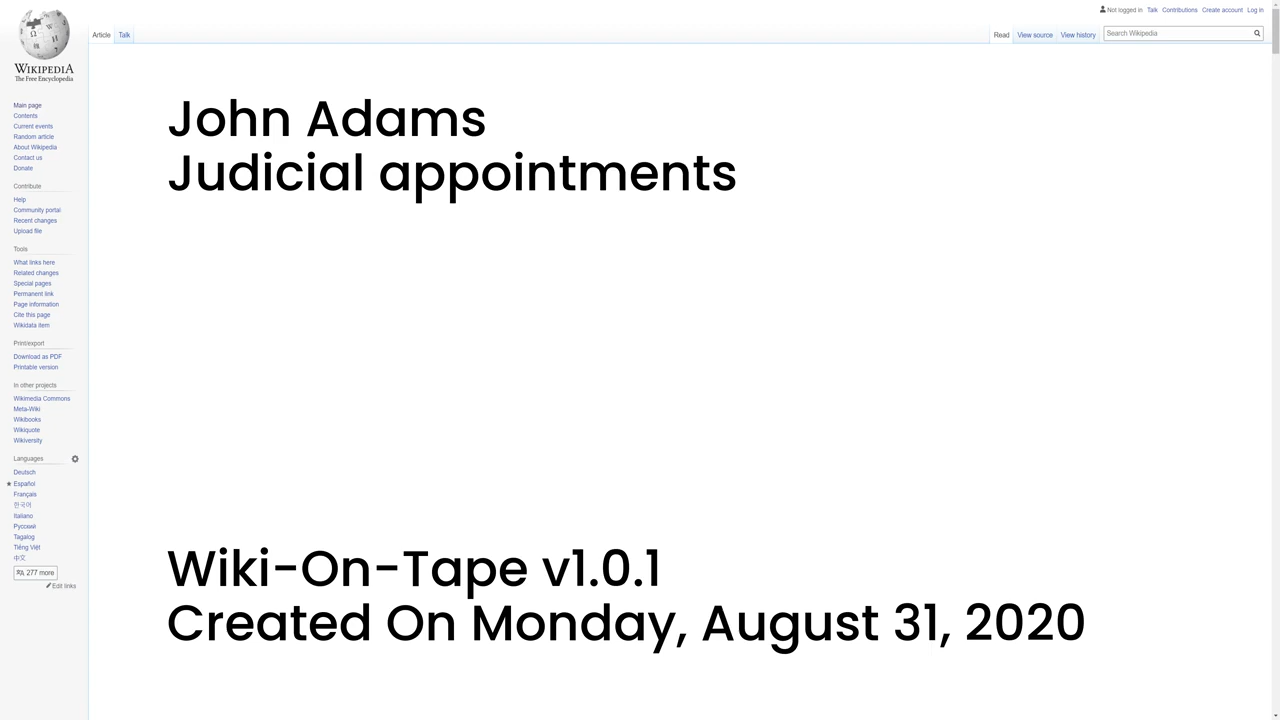 WIKIPEDIA
The Free Encyclopedia
Main page
Contents
Current events
Random article
About Wikipedia
Contact us
Donate
Contribute
Help
Community portal
Recent changes
Upload file
Tools
What links here
Related changes
Special pages
Permanent link
Page information
Cite this page
Wikidata item
Print/export
Download as PDF
Printable version
In other projects
Wikimedia Commons
Meta-Wiki
Wikibooks
Wikiquote
Wikiversity
Languages
Deutsch
Español
Français
한국어
Italiano
Русский
Tagalog
Tiếng Việt
中文
277 more
Edit links
Not logged in Talk Contributions Create account Log in
Article Talk Read View source View history Search Wikipedia
John Adams
Judicial appointments
Wiki-On-Tape v1.0.1
Created On Monday, August 31, 2020